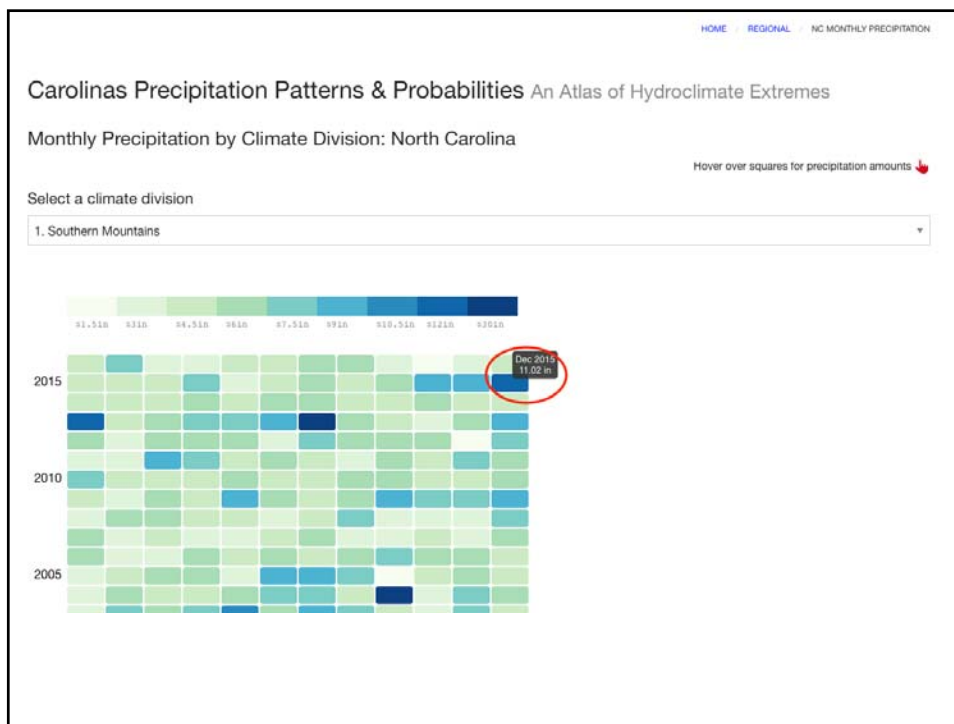 HOME / REGIONAL / NC MONTHLY PRECIPITATION
Carolinas Precipitation Patterns & Probabilities An Atlas of Hydroclimate Extremes
Monthly Precipitation by Climate Division: North Carolina
Hover over squares for precipitation amounts
Select a climate division
1. Southern Mountains
≤1.5in ≤3in ≤4.5in ≤6in ≤7.5in ≤9in ≤10.5in ≤12in ≤20in
Dec 2015
11.02 in
2015
2010
2005